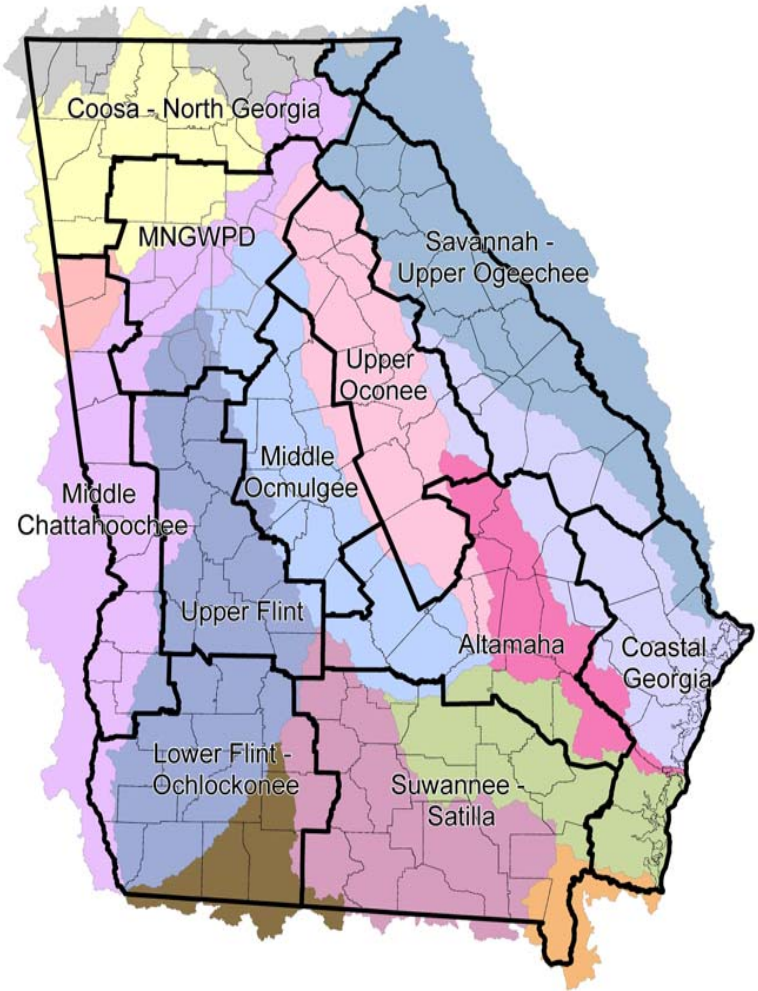 Coosa - North Georgia
MNGWPD
Savannah -
Upper Ogeechee
Upper
Oconee
Middle
Ocmulgee
Middle
Chattahoochee
Upper Flint
Altamaha
Coastal
Georgia
Lower Flint -
Ochlockonee
Suwannee -
Satilla